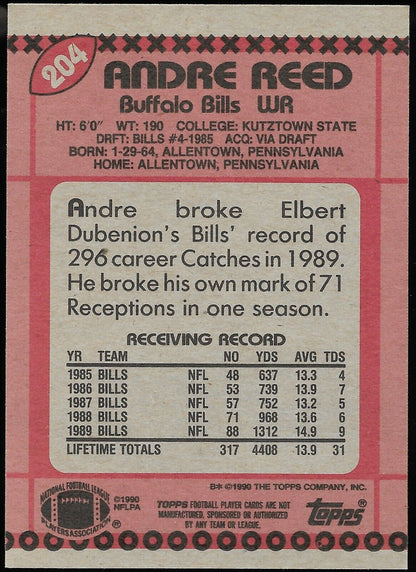 204
ANDRE REED
Buffalo Bills WR
HT: 6'0" WT: 190 COLLEGE: KUTZTOWN STATE
DRFT: BILLS #4-1985 ACQ: VIA DRAFT
BORN: 1-29-64, ALLENTOWN, PENNSYLVANIA
HOME: ALLENTOWN, PENNSYLVANIA
Andre broke Elbert
Dubenion's Bills' record of
296 career Catches in 1989.
He broke his own mark of 71
Receptions in one season.
RECEIVING RECORD
YR TEAM NO YDS AVG TDS
1985 BILLS NFL 48 637 13.3 4
1986 BILLS NFL 53 739 13.9 7
1987 BILLS NFL 57 752 13.2 5
1988 BILLS NFL 71 968 13.6 6
1989 BILLS NFL 88 1312 14.9 9
LIFETIME TOTALS 317 4408 13.9 31
B* ©1990 THE TOPPS COMPANY, INC.
NATIONAL FOOTBALL LEAGUE
PLAYERS ASSOCIATION
©1990
NFLPA
TOPPS FOOTBALL PLAYER CARDS ARE NOT
MANUFACTURED, SPONSORED OR AUTHORIZED
BY ANY TEAM OR LEAGUE.
topps®